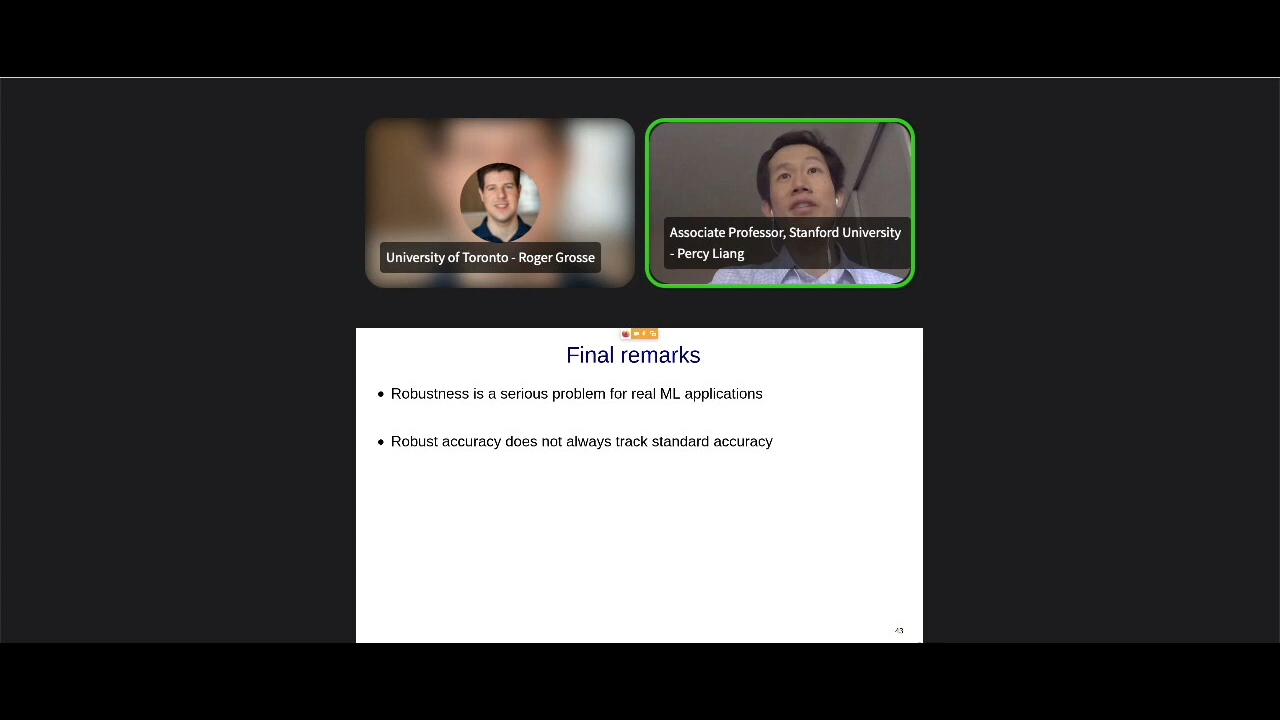 University of Toronto - Roger Grosse
Associate Professor, Stanford University
- Percy Liang
Final remarks
• Robustness is a serious problem for real ML applications
• Robust accuracy does not always track standard accuracy
43